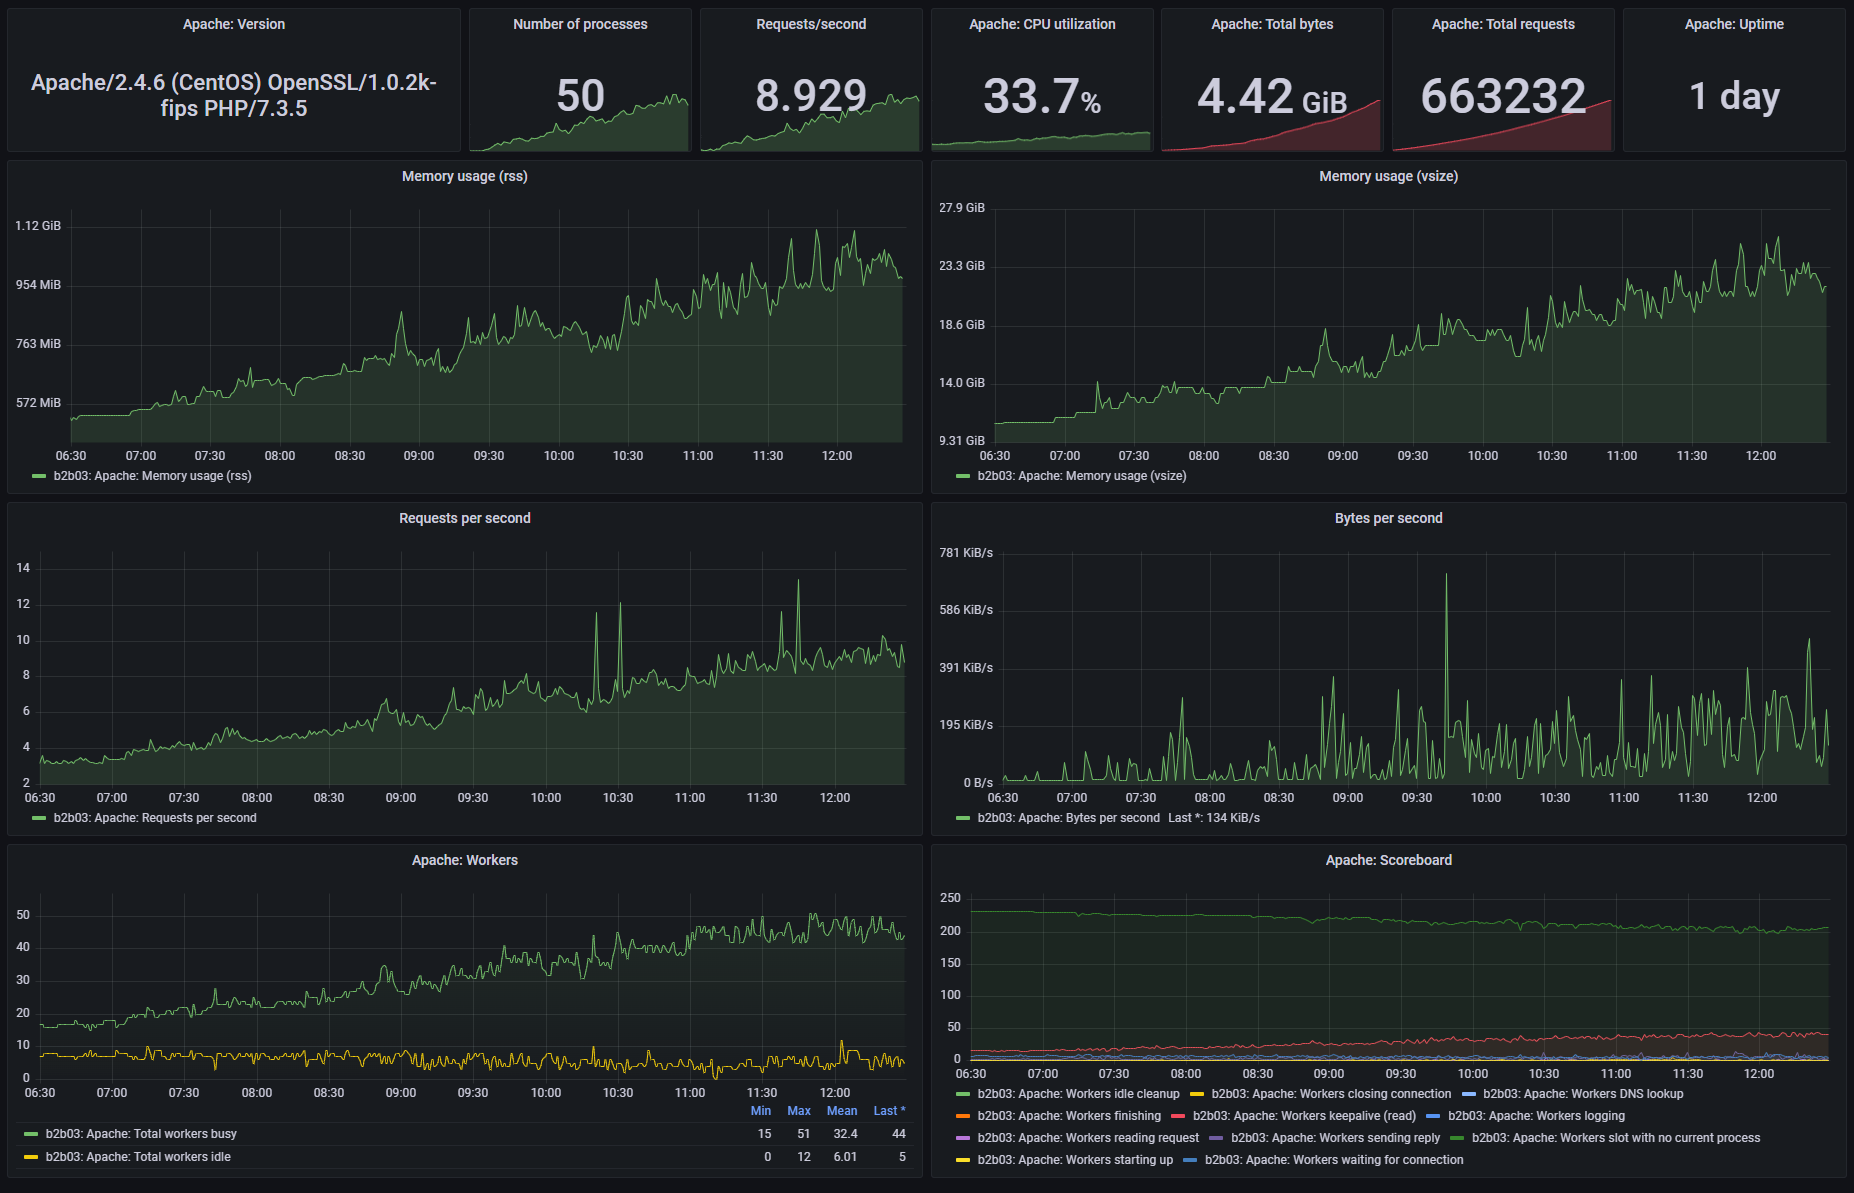 Apache: Version
Apache/2.4.6 (CentOS) OpenSSL/1.0.2k-
fips PHP/7.3.5
Number of processes
50
Requests/second
8.929
Apache: CPU utilization
33.7%
Apache: Total bytes
4.42 GiB
Apache: Total requests
663232
Apache: Uptime
1 day
Memory usage (rss)
1.12 GiB
954 MiB
763 MiB
572 MiB
06:30 07:00 07:30 08:00 08:30 09:00 09:30 10:00 10:30 11:00 11:30 12:00
b2b03: Apache: Memory usage (rss)
Memory usage (vsize)
27.9 GiB
23.3 GiB
18.6 GiB
14.0 GiB
9.31 GiB
06:30 07:00 07:30 08:00 08:30 09:00 09:30 10:00 10:30 11:00 11:30 12:00
b2b03: Apache: Memory usage (vsize)
Requests per second
14
12
10
8
6
4
2
06:30 07:00 07:30 08:00 08:30 09:00 09:30 10:00 10:30 11:00 11:30 12:00
b2b03: Apache: Requests per second
Bytes per second
781 KiB/s
586 KiB/s
391 KiB/s
195 KiB/s
0 B/s
06:30 07:00 07:30 08:00 08:30 09:00 09:30 10:00 10:30 11:00 11:30 12:00
b2b03: Apache: Bytes per second Last *: 134 KiB/s
Apache: Workers
50
40
30
20
10
0
06:30 07:00 07:30 08:00 08:30 09:00 09:30 10:00 10:30 11:00 11:30 12:00
Min Max Mean Last *
b2b03: Apache: Total workers busy 15 51 32.4 44
b2b03: Apache: Total workers idle 0 12 6.01 5
Apache: Scoreboard
250
200
150
100
50
0
06:30 07:00 07:30 08:00 08:30 09:00 09:30 10:00 10:30 11:00 11:30 12:00
b2b03: Apache: Workers idle cleanup b2b03: Apache: Workers closing connection b2b03: Apache: Workers DNS lookup
b2b03: Apache: Workers finishing b2b03: Apache: Workers keepalive (read) b2b03: Apache: Workers logging
b2b03: Apache: Workers reading request b2b03: Apache: Workers sending reply b2b03: Apache: Workers slot with no current process
b2b03: Apache: Workers starting up b2b03: Apache: Workers waiting for connection